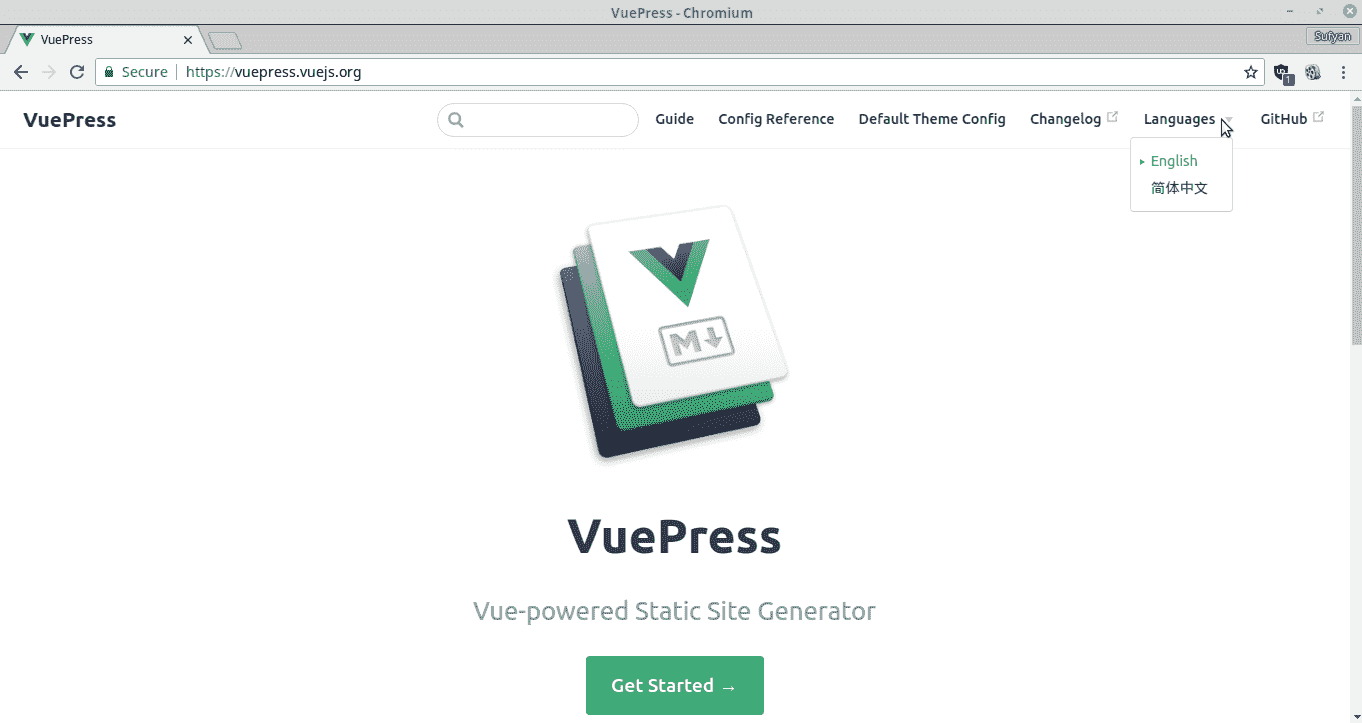 VuePress - Chromium
VuePress
Sufyan
Secure https://vuepress.vuejs.org
1
VuePress Guide Config Reference Default Theme Config Changelog Languages GitHub
English
简体中文
M
VuePress
Vue-powered Static Site Generator
Get Started →